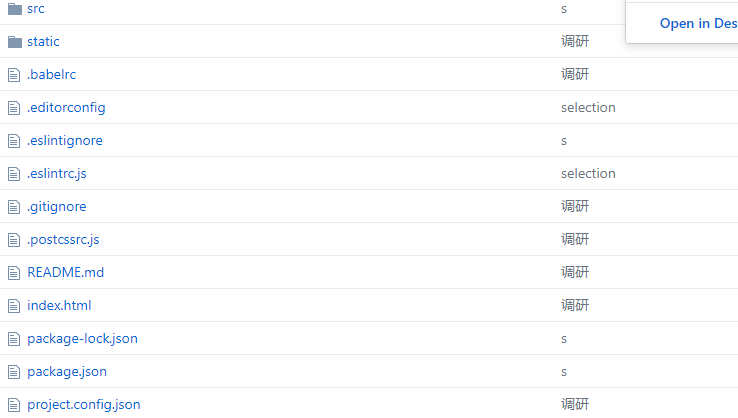 src s
Open in Des
static 调研
.babelrc 调研
.editorconfig selection
.eslintignore s
.eslintrc.js selection
.gitignore 调研
.postcssrc.js 调研
README.md 调研
index.html 调研
package-lock.json s
package.json s
project.config.json 调研